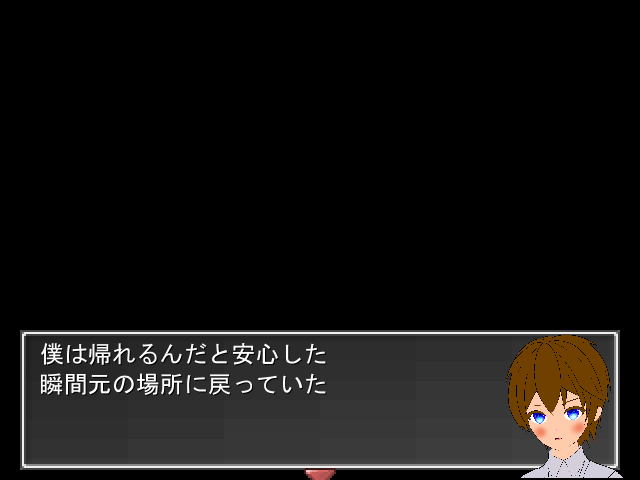 僕は帰れるんだと安心した
瞬間元の場所に戻っていた